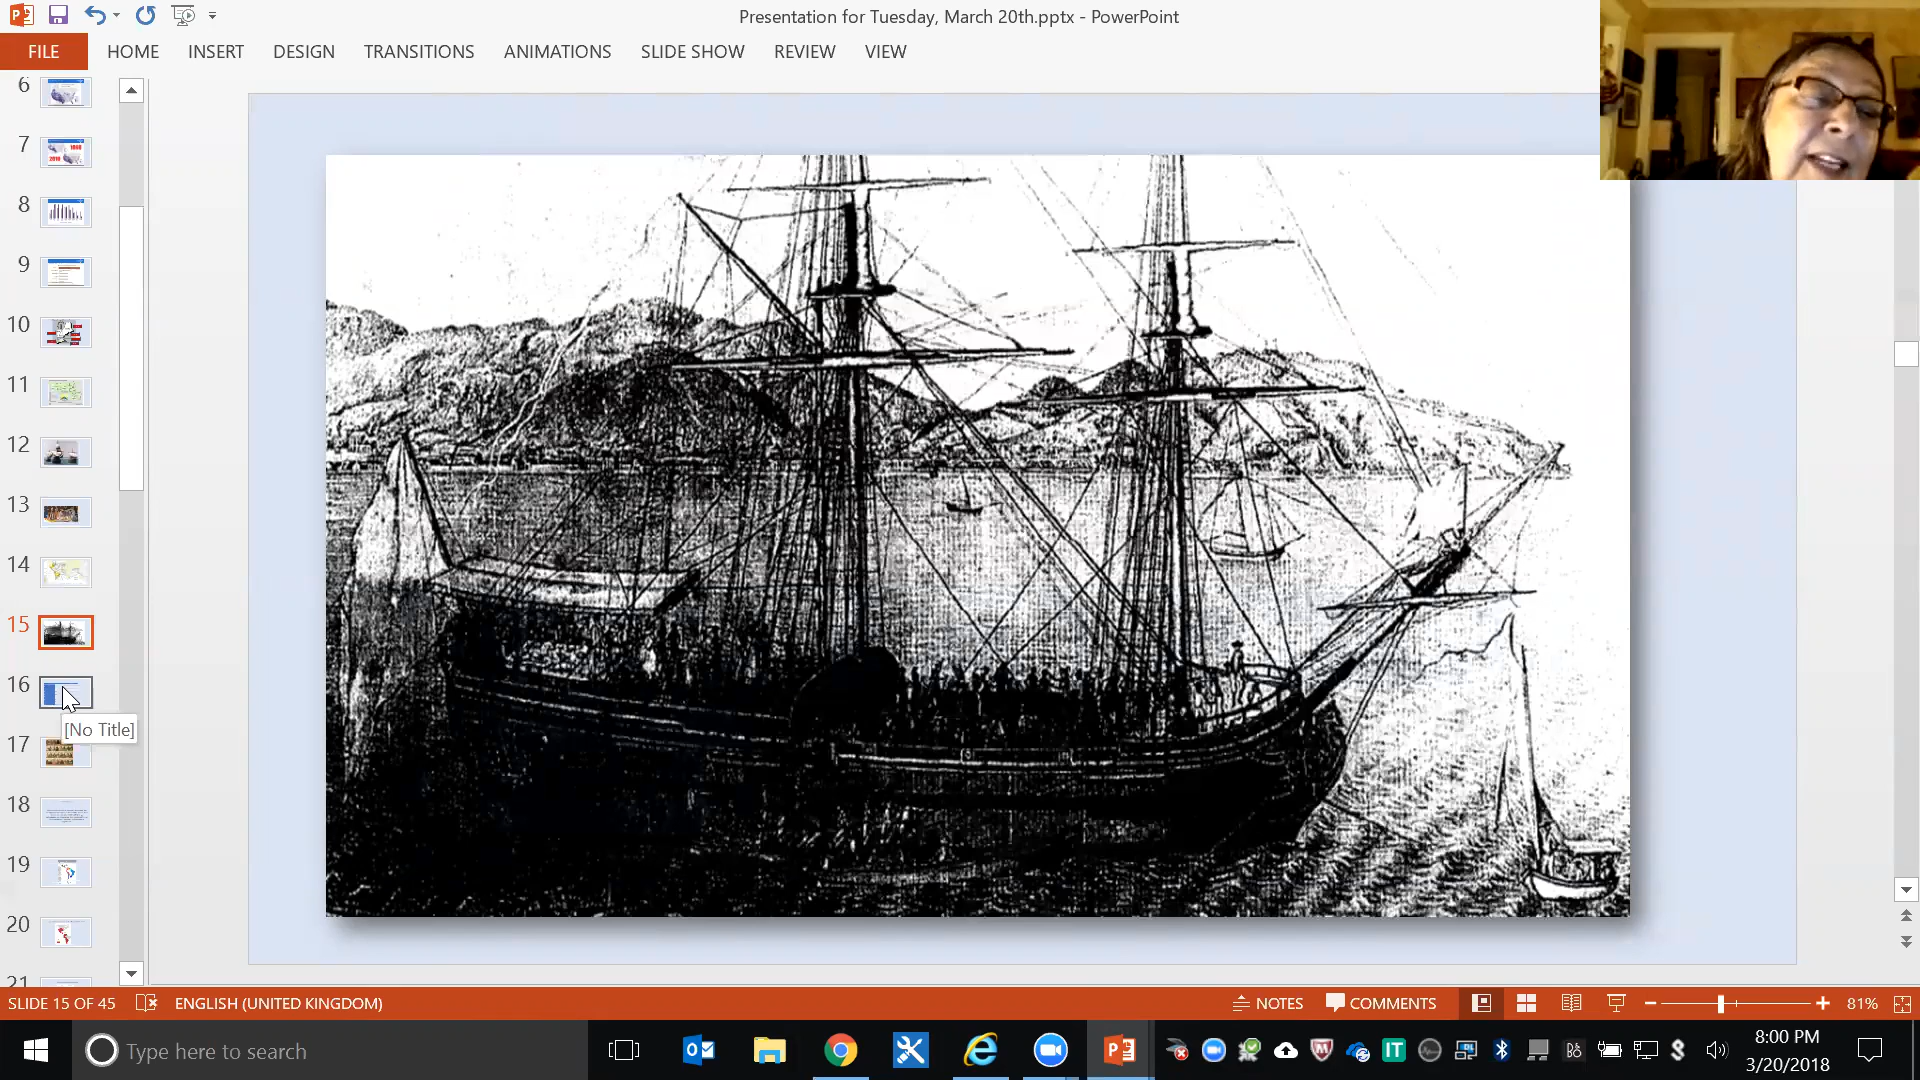 Presentation for Tuesday, March 20th.pptx - PowerPoint
FILE HOME INSERT DESIGN TRANSITIONS ANIMATIONS SLIDE SHOW REVIEW VIEW
6
7
8
9
10
11
12
13
14
15
16
[No Title]
17
18
19
20
21
SLIDE 15 OF 45 ENGLISH (UNITED KINGDOM) NOTES COMMENTS 81%
Type here to search
8:00 PM
3/20/2018